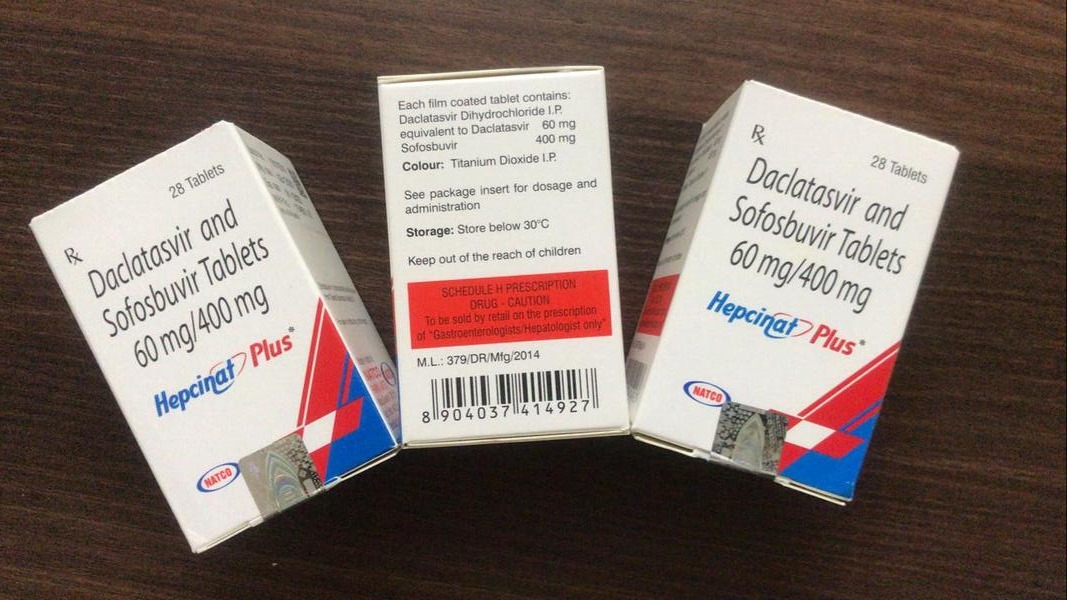 28 Tablets
Rx
Daclatasvir and
Sofosbuvir Tablets
60 mg/400 mg
Hepcinat Plus*
NATCO
Each film coated tablet contains:
Daclatasvir Dihydrochloride I.P.
equivalent to Daclatasvir 60 mg
Sofosbuvir 400 mg
Colour: Titanium Dioxide I.P.
See package insert for dosage and
administration
Storage: Store below 30°C
Keep out of the reach of children
SCHEDULE H PRESCRIPTION
DRUG - CAUTION
To be sold by retail on the prescription
of "Gastroenterologists/Hepatologist only"
M.L.: 379/DR/Mfg/2014
8 904037 414927
Rx
28 Tablets
Daclatasvir and
Sofosbuvir Tablets
60 mg/400 mg
Hepcinat Plus*
NATCO